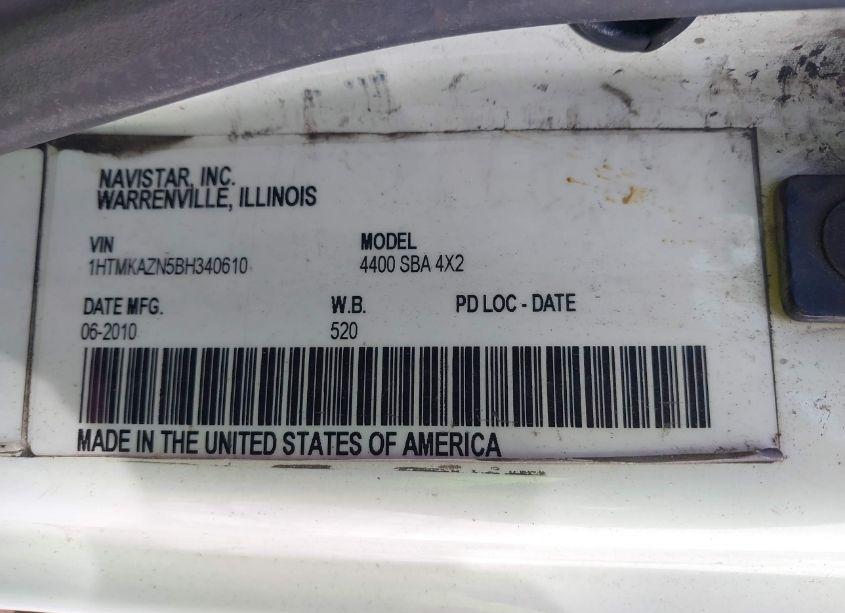 NAVISTAR, INC.
WARRENVILLE, ILLINOIS
VIN MODEL
1HTMKAZN5BH340610 4400 SBA 4X2
DATE MFG. W.B. PD LOC - DATE
06-2010 520
MADE IN THE UNITED STATES OF AMERICA